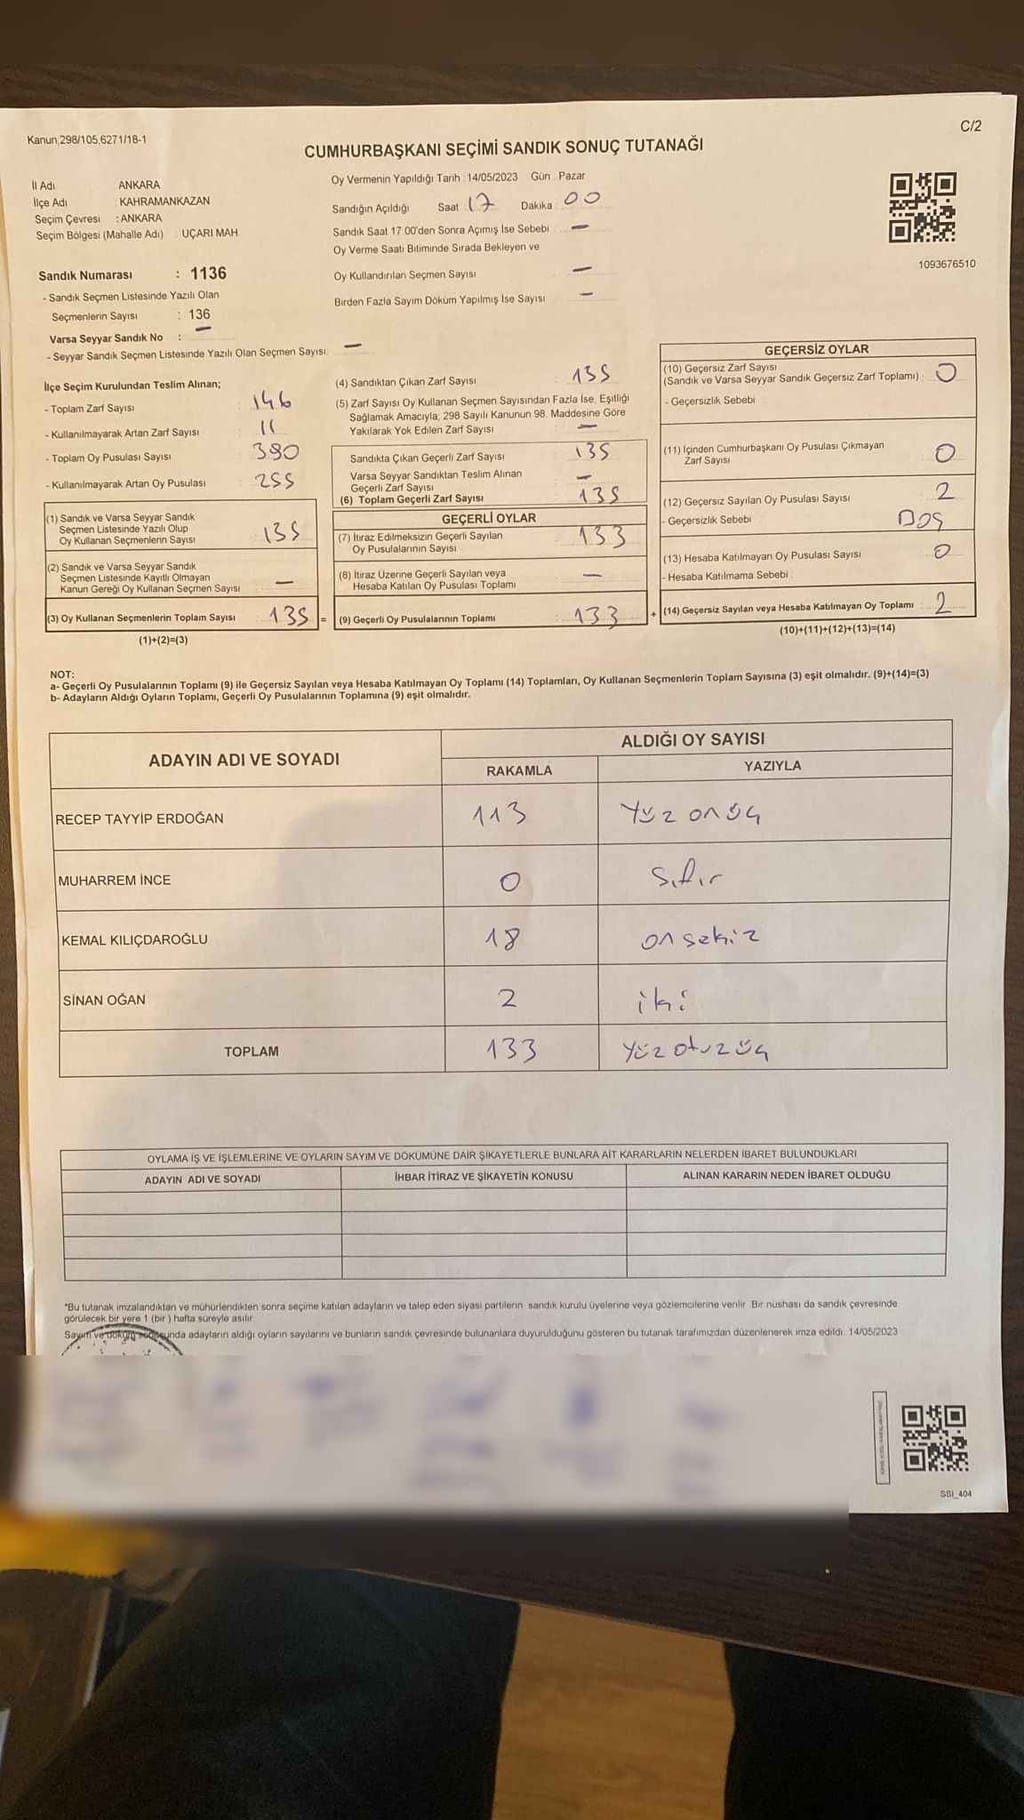 Kanun,298/105,6271/18-1
C/2
CUMHURBAŞKANI SEÇİMİ SANDIK SONUÇ TUTANAĞI
İl Adı ANKARA
İlçe Adı : KAHRAMANKAZAN
Seçim Çevresi : ANKARA
Seçim Bölgesi (Mahalle Adı) UÇARI MAH
Oy Vermenin Yapıldığı Tarih :14/05/2023 Gün : Pazar
Sandığın Açıldığı Saat 17 Dakika : 00
Sandık Saat 17.00'den Sonra Açımış İse Sebebi : —
Oy Verme Saati Bitiminde Sırada Bekleyen ve
Oy Kullandırılan Seçmen Sayısı —
Birden Fazla Sayım Döküm Yapılmış İse Sayısı : —
1093676510
Sandık Numarası : 1136
- Sandık Seçmen Listesinde Yazılı Olan
Seçmenlerin Sayısı : 136
Varsa Seyyar Sandık No : —
- Seyyar Sandık Seçmen Listesinde Yazılı Olan Seçmen Sayısı: —
İlçe Seçim Kurulundan Teslim Alınan;
- Toplam Zarf Sayısı 146
- Kullanılmayarak Artan Zarf Sayısı 11
- Toplam Oy Pusulası Sayısı 390
- Kullanılmayarak Artan Oy Pusulası 255
(1) Sandık ve Varsa Seyyar Sandık
Seçmen Listesinde Yazılı Olup
Oy Kullanan Seçmenlerin Sayısı 135
(2) Sandık ve Varsa Seyyar Sandık
Seçmen Listesinde Kayıtlı Olmayan
Kanun Gereği Oy Kullanan Seçmen Sayısı —
(3) Oy Kullanan Seçmenlerin Toplam Sayısı 135 =
(1)+(2)=(3)
(4) Sandıktan Çıkan Zarf Sayısı : 135
(5) Zarf Sayısı Oy Kullanan Seçmen Sayısından Fazla İse, Eşitliği
Sağlamak Amacıyla; 298 Sayılı Kanunun 98. Maddesine Göre
Yakılarak Yok Edilen Zarf Sayısı —
Sandıkta Çıkan Geçerli Zarf Sayısı : 135
Varsa Seyyar Sandıktan Teslim Alınan
Geçerli Zarf Sayısı —
(6) Toplam Geçerli Zarf Sayısı : 135
GEÇERLİ OYLAR
(7) İtiraz Edilmeksizin Geçerli Sayılan
Oy Pusulalarının Sayısı : 133
(8) İtiraz Üzerine Geçerli Sayılan veya
Hesaba Katılan Oy Pusulası Toplamı —
(9) Geçerli Oy Pusulalarının Toplamı : 133 +
GEÇERSİZ OYLAR
(10) Geçersiz Zarf Sayısı
(Sandık ve Varsa Seyyar Sandık Geçersiz Zarf Toplamı) : 0
- Geçersizlik Sebebi
(11) İçinden Cumhurbaşkanı Oy Pusulası Çıkmayan
Zarf Sayısı 0
(12) Geçersiz Sayılan Oy Pusulası Sayısı 2
- Geçersizlik Sebebi Boş
(13) Hesaba Katılmayan Oy Pusulası Sayısı 0
- Hesaba Katılmama Sebebi
(14) Geçersiz Sayılan veya Hesaba Katılmayan Oy Toplamı : 2
(10)+(11)+(12)+(13)=(14)
NOT:
a- Geçerli Oy Pusulalarının Toplamı (9) ile Geçersiz Sayılan veya Hesaba Katılmayan Oy Toplamı (14) Toplamları, Oy Kullanan Seçmenlerin Toplam Sayısına (3) eşit olmalıdır. (9)+(14)=(3)
b- Adayların Aldığı Oyların Toplamı, Geçerli Oy Pusulalarının Toplamına (9) eşit olmalıdır.
ADAYIN ADI VE SOYADI ALDIĞI OY SAYISI
RAKAMLA YAZIYLA
RECEP TAYYİP ERDOĞAN 113 Yüz onüç
MUHARREM İNCE 0 Sıfır
KEMAL KILIÇDAROĞLU 18 onsekiz
SİNAN OĞAN 2 iki
TOPLAM 133 Yüz otuz üç
OYLAMA İŞ VE İŞLEMLERİNE VE OYLARIN SAYIM VE DÖKÜMÜNE DAİR ŞİKAYETLERLE BUNLARA AİT KARARLARIN NELERDEN İBARET BULUNDUKLARI
ADAYIN ADI VE SOYADI İHBAR İTİRAZ VE ŞİKAYETİN KONUSU ALINAN KARARIN NEDEN İBARET OLDUĞU
*Bu tutanak imzalandıktan ve mühürlendikten sonra seçime katılan adayların ve talep eden siyasi partilerin sandık kurulu üyelerine veya gözlemcilerine verilir. Bir nüshası da sandık çevresinde
görülecek bir yere 1 (bir ) hafta süreyle asılır
Sayım ve döküm sonucunda adayların aldığı oyların sayılarını ve bunların sandık çevresinde bulunanlara duyurulduğunu gösteren bu tutanak tarafımızdan düzenlenerek imza edildi. 14/05/2023
SSI_404